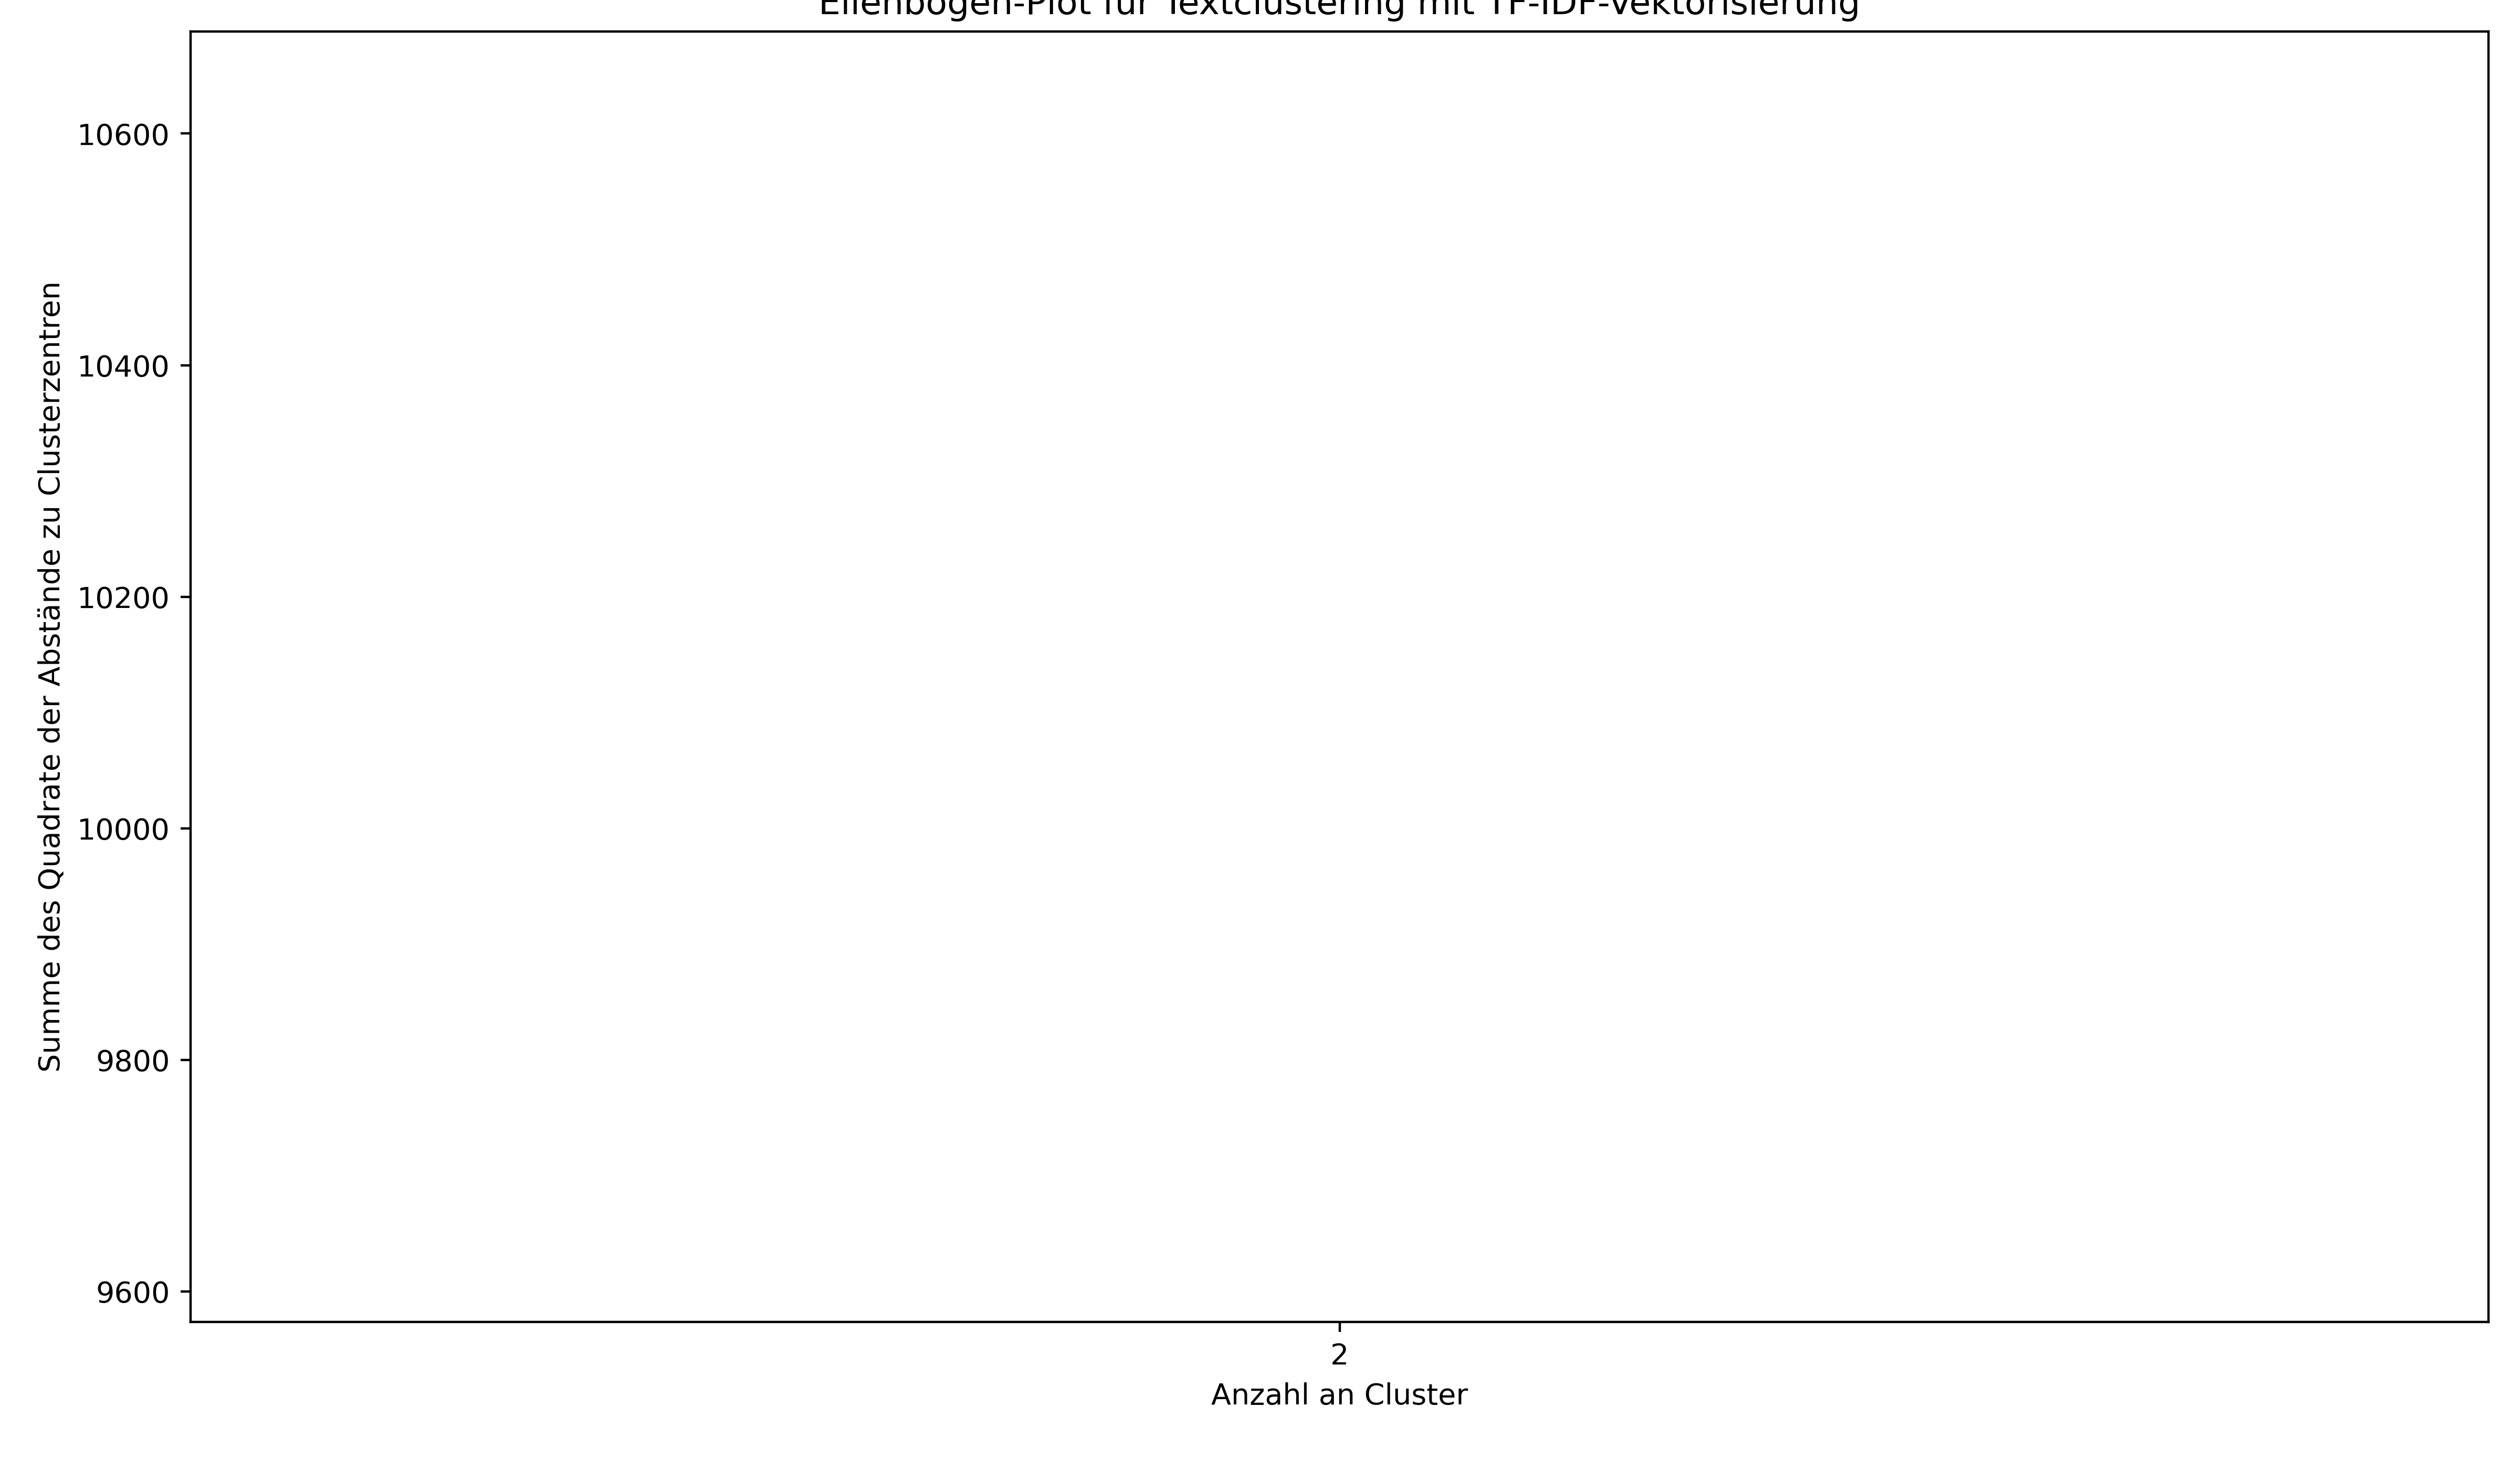 Ellenbogen-Plot für Textclustering mit TF-IDF-Vektorisierung
10600
10400
10200
10000
9800
9600
Summe des Quadrate der Abstände zu Clusterzentren
2
Anzahl an Cluster